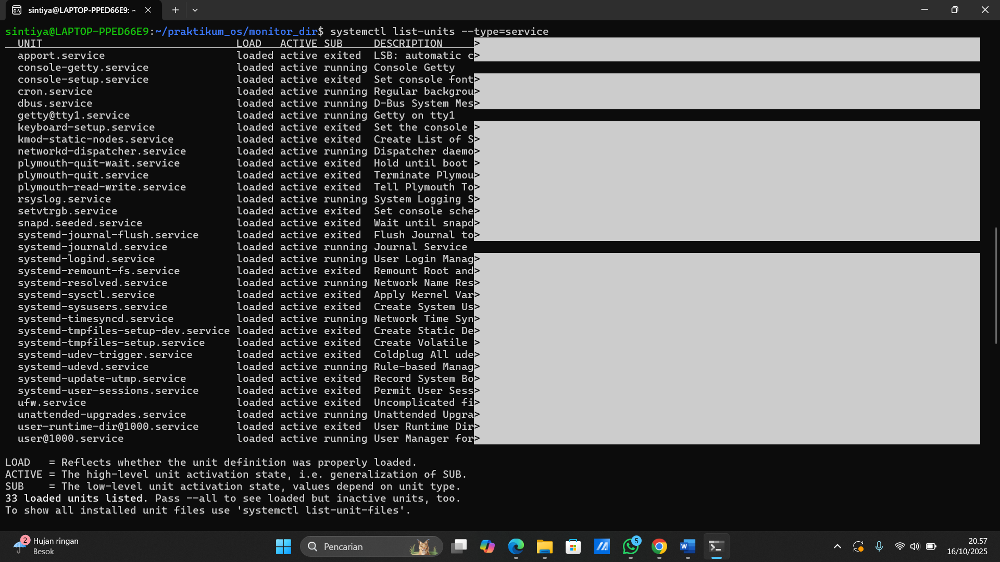 sintiya@LAPTOP-PPED66E9: ~
sintiya@LAPTOP-PPED66E9:~/praktikum_os/monitor_dir$ systemctl list-units --type=service
  UNIT                               LOAD   ACTIVE SUB     DESCRIPTION     >
  apport.service                     loaded active exited  LSB: automatic c>
  console-getty.service              loaded active running Console Getty
  console-setup.service              loaded active exited  Set console font>
  cron.service                       loaded active running Regular backgrou>
  dbus.service                       loaded active running D-Bus System Mes>
  getty@tty1.service                 loaded active running Getty on tty1
  keyboard-setup.service             loaded active exited  Set the console >
  kmod-static-nodes.service          loaded active exited  Create List of S>
  networkd-dispatcher.service        loaded active running Dispatcher daemo>
  plymouth-quit-wait.service         loaded active exited  Hold until boot >
  plymouth-quit.service              loaded active exited  Terminate Plymou>
  plymouth-read-write.service        loaded active exited  Tell Plymouth To>
  rsyslog.service                    loaded active running System Logging S>
  setvtrgb.service                   loaded active exited  Set console sche>
  snapd.seeded.service               loaded active exited  Wait until snapd>
  systemd-journal-flush.service      loaded active exited  Flush Journal to>
  systemd-journald.service           loaded active running Journal Service
  systemd-logind.service             loaded active running User Login Manag>
  systemd-remount-fs.service         loaded active exited  Remount Root and>
  systemd-resolved.service           loaded active running Network Name Res>
  systemd-sysctl.service             loaded active exited  Apply Kernel Var>
  systemd-sysusers.service           loaded active exited  Create System Us>
  systemd-timesyncd.service          loaded active running Network Time Syn>
  systemd-tmpfiles-setup-dev.service loaded active exited  Create Static De>
  systemd-tmpfiles-setup.service     loaded active exited  Create Volatile >
  systemd-udev-trigger.service       loaded active exited  Coldplug All ude>
  systemd-udevd.service              loaded active running Rule-based Manag>
  systemd-update-utmp.service        loaded active exited  Record System Bo>
  systemd-user-sessions.service      loaded active exited  Permit User Sess>
  ufw.service                        loaded active exited  Uncomplicated fi>
  unattended-upgrades.service        loaded active running Unattended Upgra>
  user-runtime-dir@1000.service      loaded active exited  User Runtime Dir>
  user@1000.service                  loaded active running User Manager for>
LOAD   = Reflects whether the unit definition was properly loaded.
ACTIVE = The high-level unit activation state, i.e. generalization of SUB.
SUB    = The low-level unit activation state, values depend on unit type.
33 loaded units listed. Pass --all to see loaded but inactive units, too.
To show all installed unit files use 'systemctl list-unit-files'.
2
Hujan ringan
Besok
Pencarian
5
20.57
16/10/2025